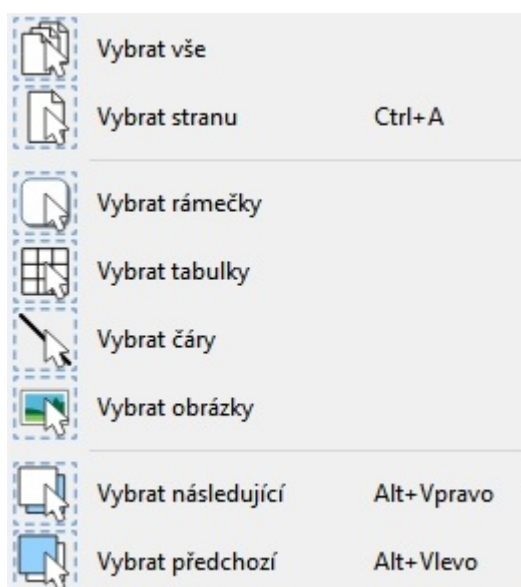 Vybrat vše
Vybrat stranu Ctrl+A
Vybrat rámečky
Vybrat tabulky
Vybrat čáry
Vybrat obrázky
Vybrat následující Alt+Vpravo
Vybrat předchozí Alt+Vlevo